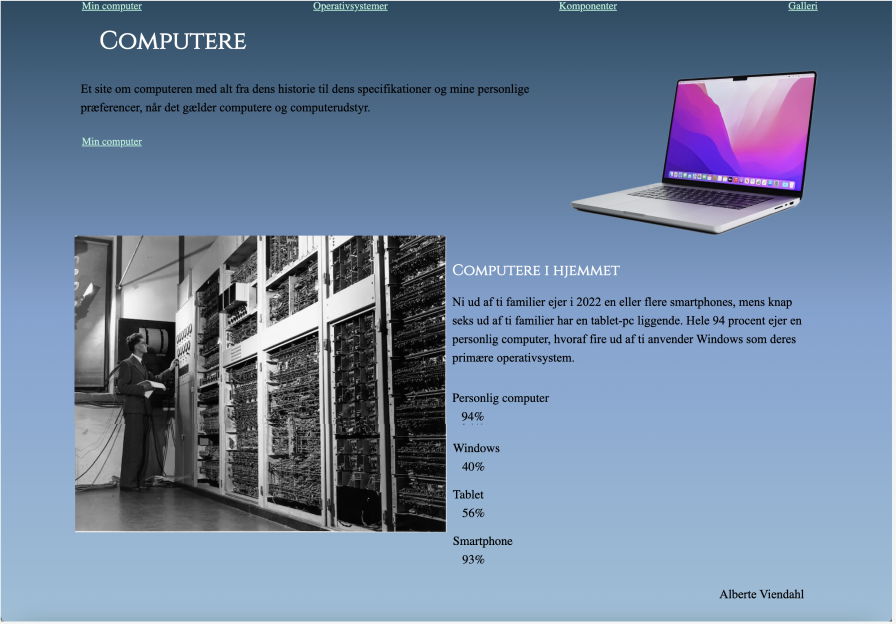 Min computer
Operativsystemer
Komponenter
Galleri
Computere
Et site om computeren med alt fra dens historie til dens specifikationer og mine personlige
præferencer, når det gælder computere og computerudstyr.
Min computer
Computere i hjemmet
Ni ud af ti familier ejer i 2022 en eller flere smartphones, mens knap
seks ud af ti familier har en tablet-pc liggende. Hele 94 procent ejer en
personlig computer, hvoraf fire ud af ti anvender Windows som deres
primære operativsystem.
Personlig computer
94%
Windows
40%
Tablet
56%
Smartphone
93%
Alberte Viendahl